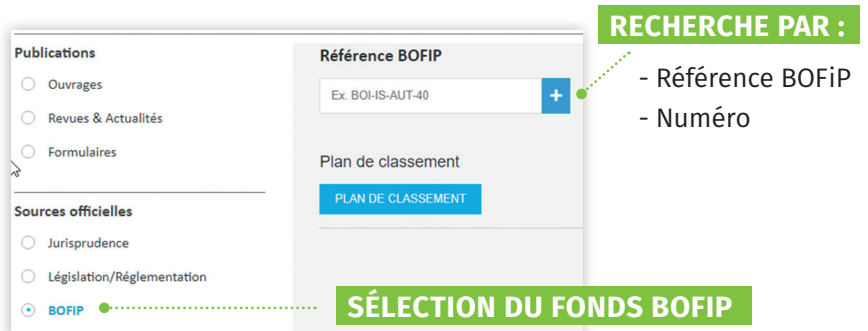 RECHERCHE PAR :
- Référence BOFiP
- Numéro
Publications
Ouvrages
Revues & Actualités
Formulaires
Sources officielles
Jurisprudence
Législation/Réglementation
BOFIP
Référence BOFIP
Ex. BOI-IS-AUT-40
+
Plan de classement
PLAN DE CLASSEMENT
SÉLECTION DU FONDS BOFIP